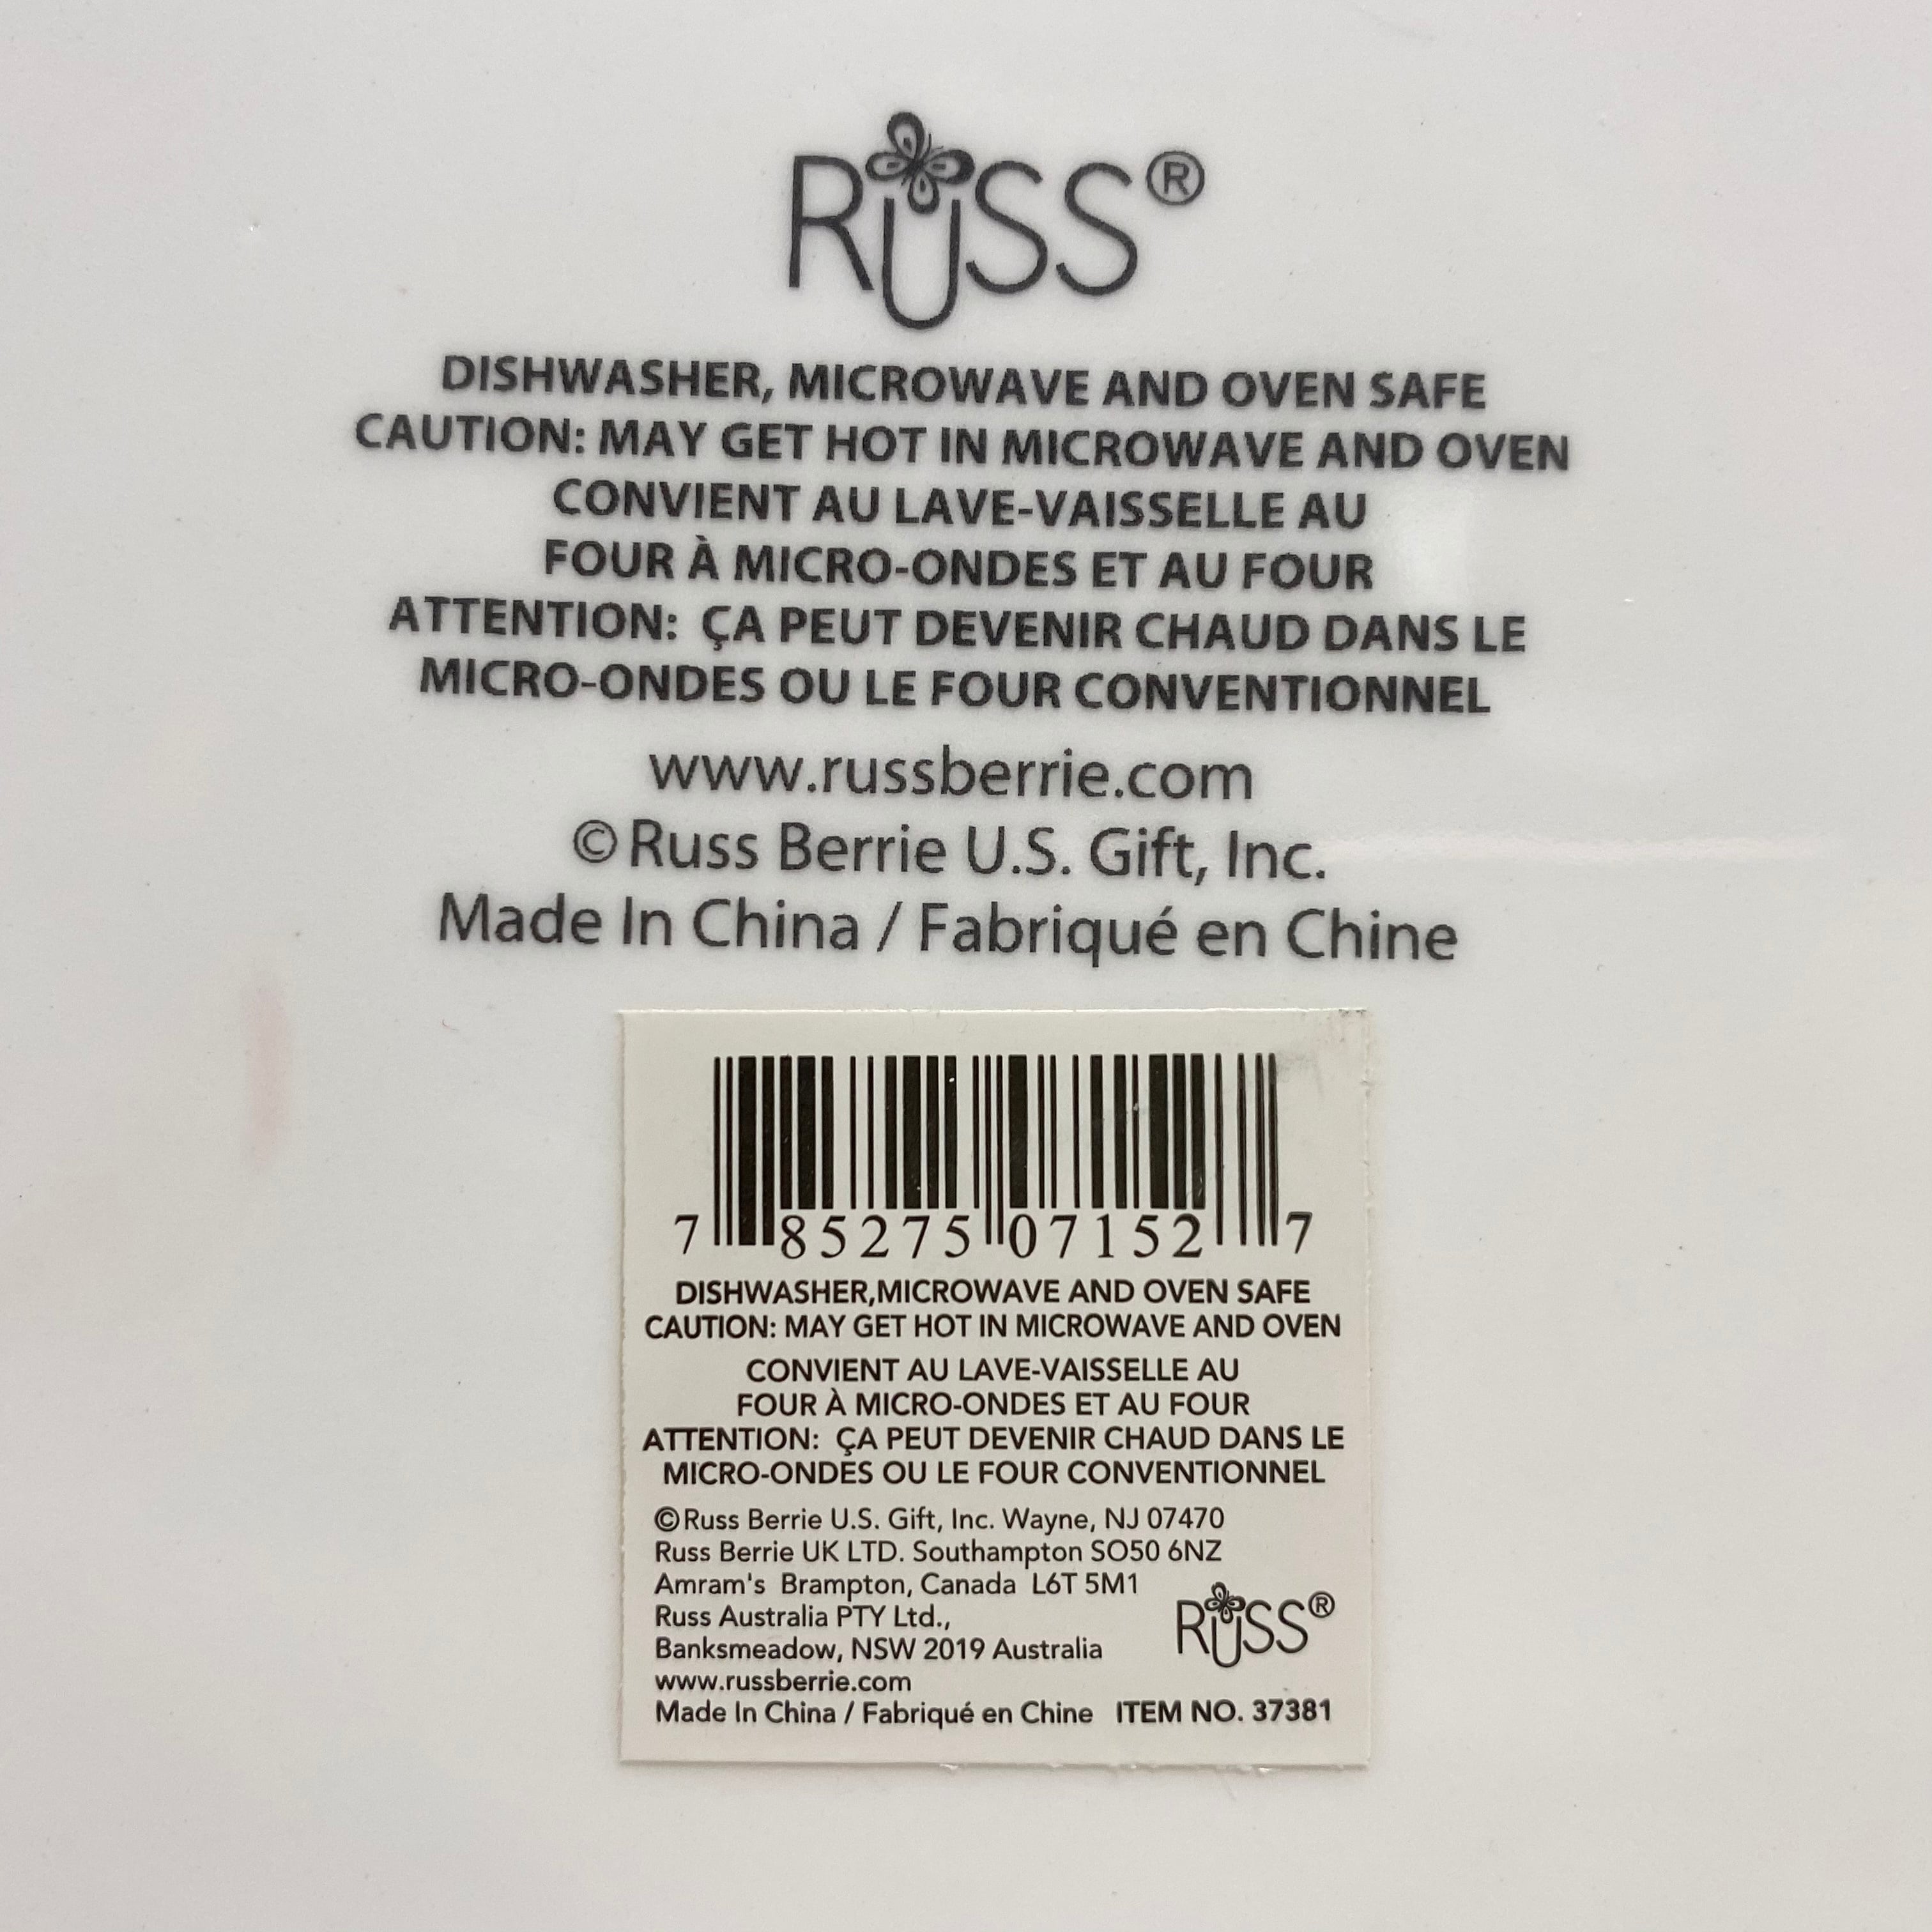 RUSS®
DISHWASHER, MICROWAVE AND OVEN SAFE
CAUTION: MAY GET HOT IN MICROWAVE AND OVEN
CONVIENT AU LAVE-VAISSELLE AU
FOUR À MICRO-ONDES ET AU FOUR
ATTENTION: ÇA PEUT DEVENIR CHAUD DANS LE
MICRO-ONDES OU LE FOUR CONVENTIONNEL
www.russberrie.com
© Russ Berrie U.S. Gift, Inc.
Made In China / Fabriqué en Chine
7 85275 07152 7
DISHWASHER,MICROWAVE AND OVEN SAFE
CAUTION: MAY GET HOT IN MICROWAVE AND OVEN
CONVIENT AU LAVE-VAISSELLE AU
FOUR À MICRO-ONDES ET AU FOUR
ATTENTION: ÇA PEUT DEVENIR CHAUD DANS LE
MICRO-ONDES OU LE FOUR CONVENTIONNEL
©Russ Berrie U.S. Gift, Inc. Wayne, NJ 07470
Russ Berrie UK LTD. Southampton SO50 6NZ
Amram's Brampton, Canada L6T 5M1
Russ Australia PTY Ltd.,
Banksmeadow, NSW 2019 Australia
RUSS®
www.russberrie.com
Made In China / Fabriqué en Chine ITEM NO. 37381